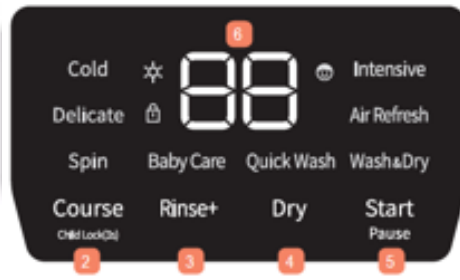 6
Cold 88 Intensive
Delicate Air Refresh
Spin Baby Care Quick Wash Wash&Dry
Course Rinse+ Dry Start
Child Lock(3s) Pause
2 3 4 5